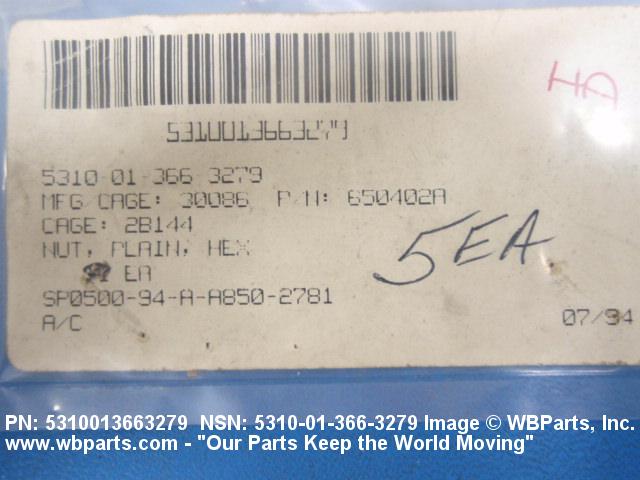 5310013663279
HD
5310-01-366-3279
MFG/CAGE: 30086 P/N: 650402A
CAGE: 2B144
NUT, PLAIN, HEX
EA
5EA
SP0500-94-A-A850-2781
A/C
07/94
PN: 5310013663279 NSN: 5310-01-366-3279 Image © WBParts, Inc.
www.wbparts.com - "Our Parts Keep the World Moving"